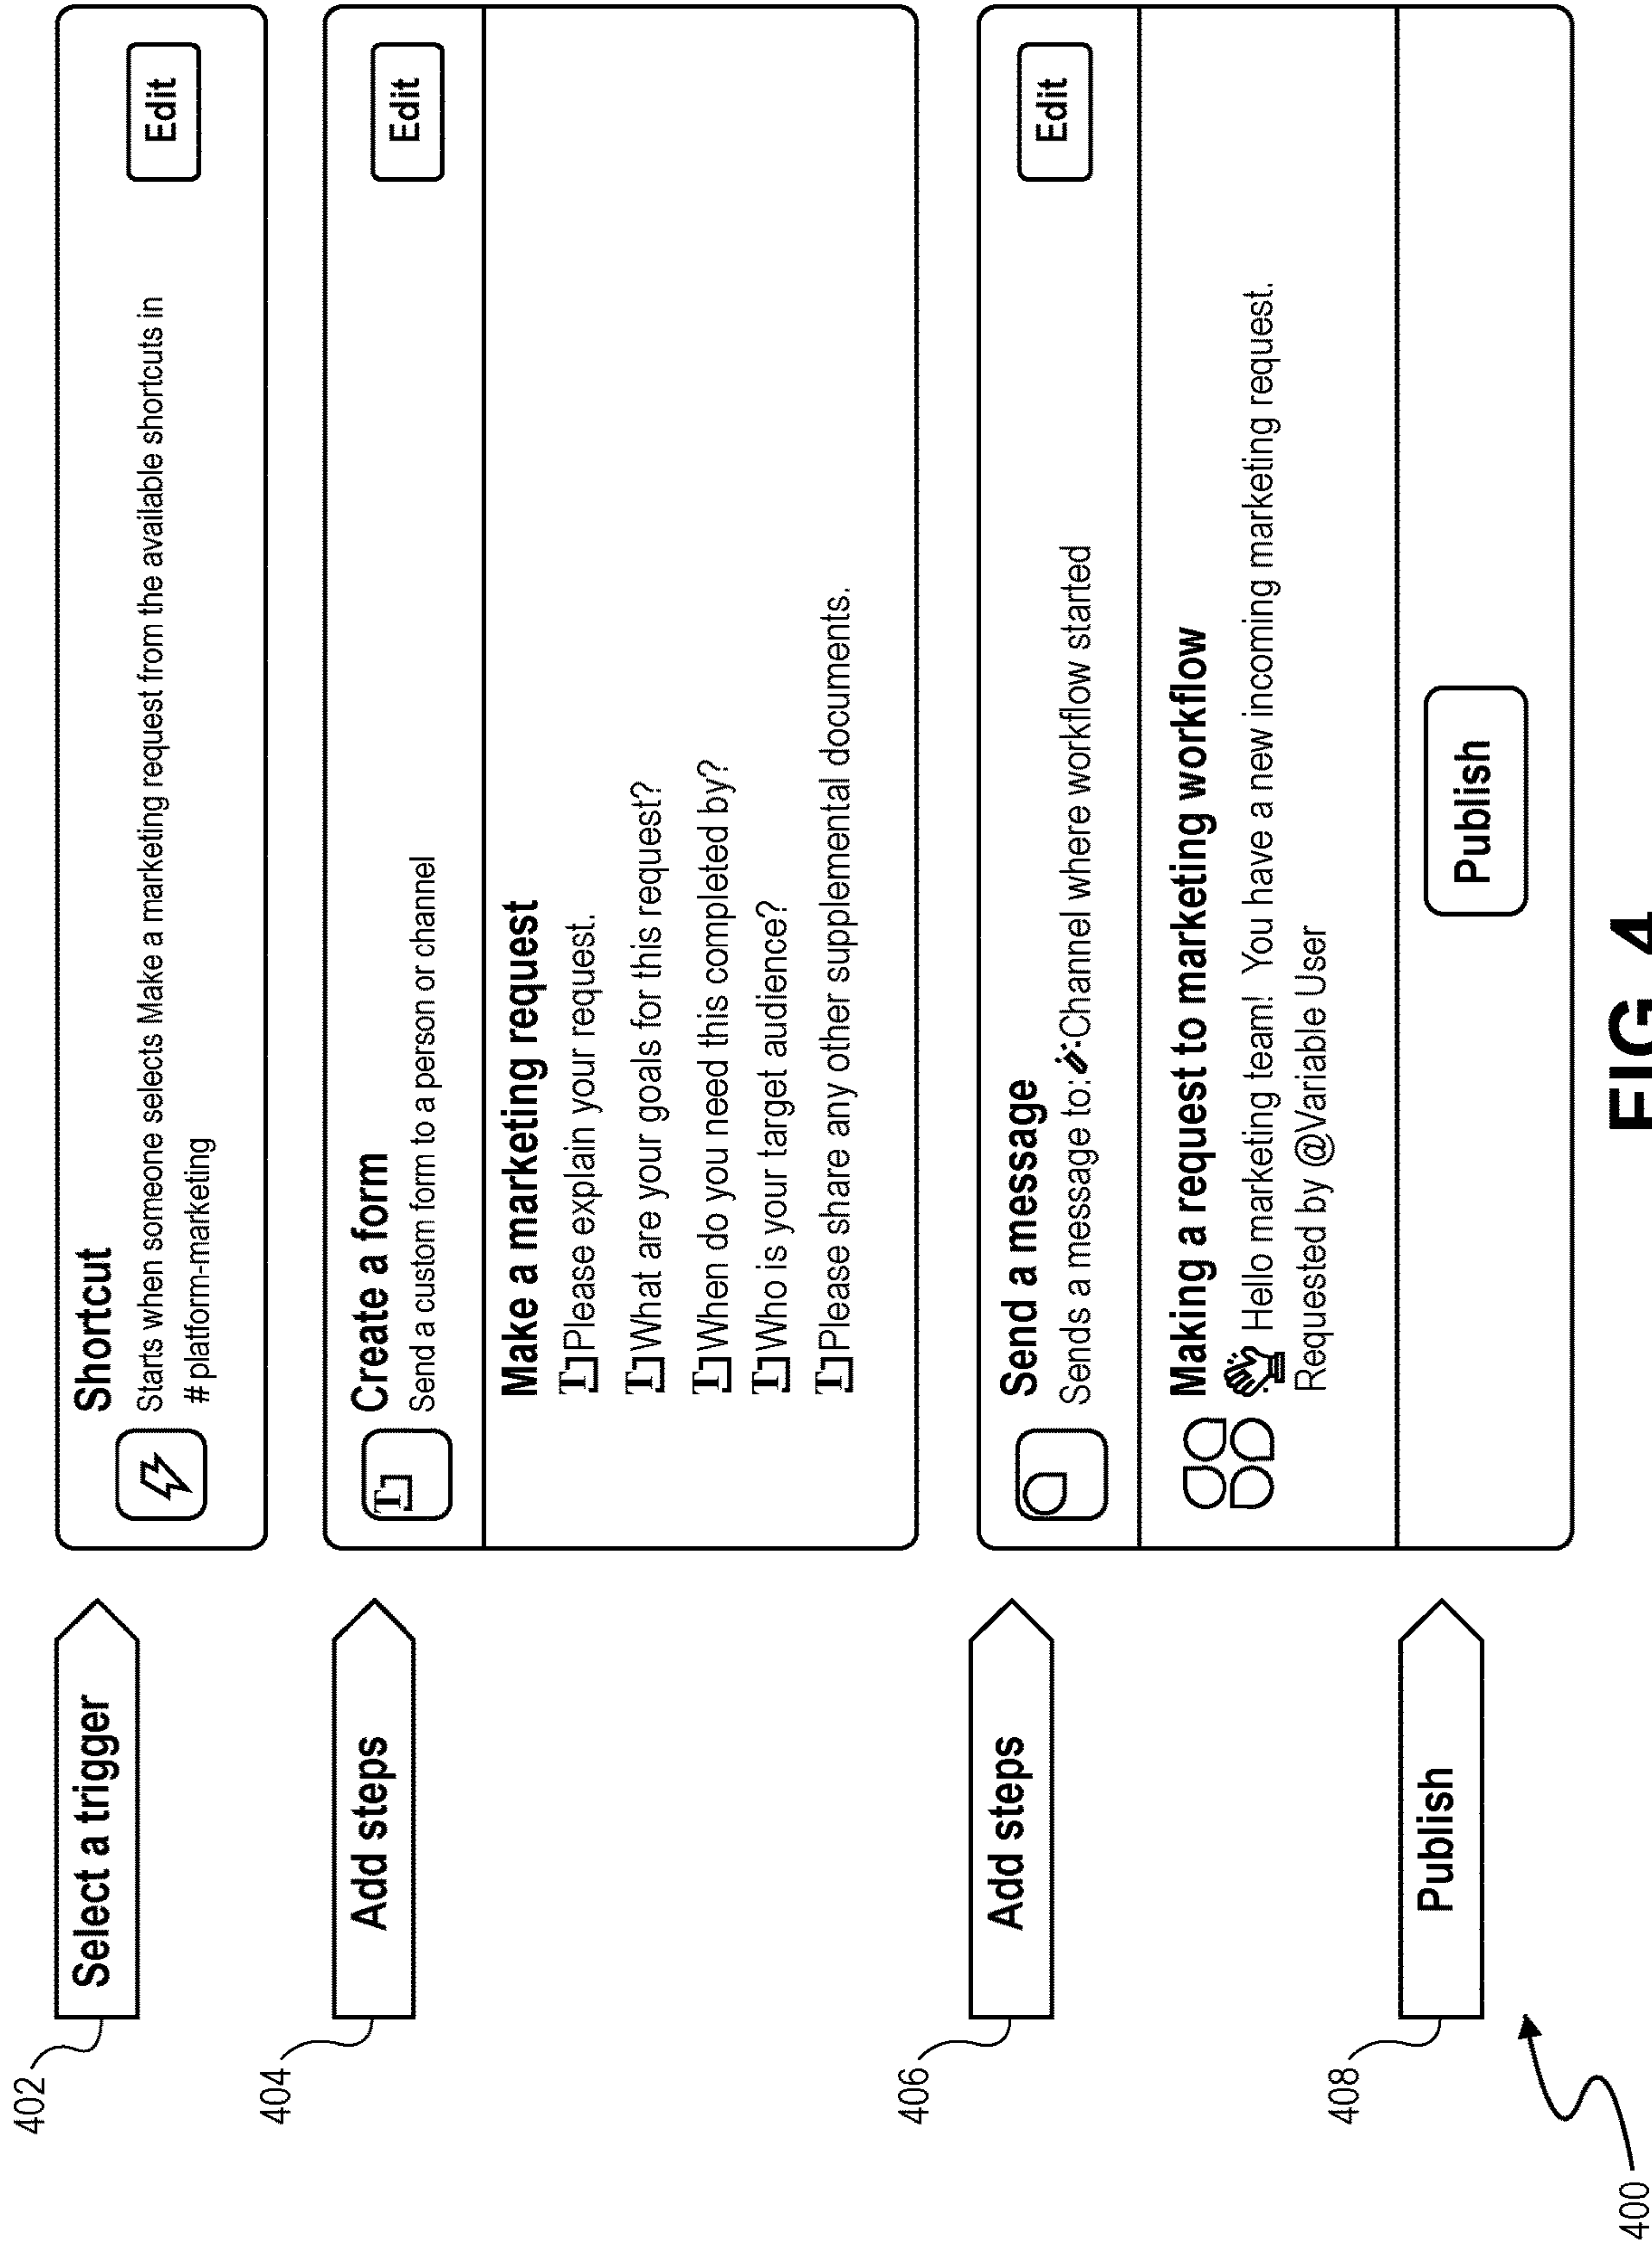 402
Select a trigger
Shortcut
Starts when someone selects Make a marketing request from the available shortcuts in
# platform-marketing
Edit
404
Add steps
T
Create a form
Send a custom form to a person or channel
Edit
Make a marketing request
T Please explain your request.
T What are your goals for this request?
T When do you need this completed by?
T Who is your target audience?
T Please share any other supplemental documents.
406
Add steps
Send a message
Sends a message to: Channel where workflow started
Edit
Making a request to marketing workflow
Hello marketing team! You have a new incoming marketing request.
Requested by @Variable User
408
Publish
Publish
400
FIG. 4